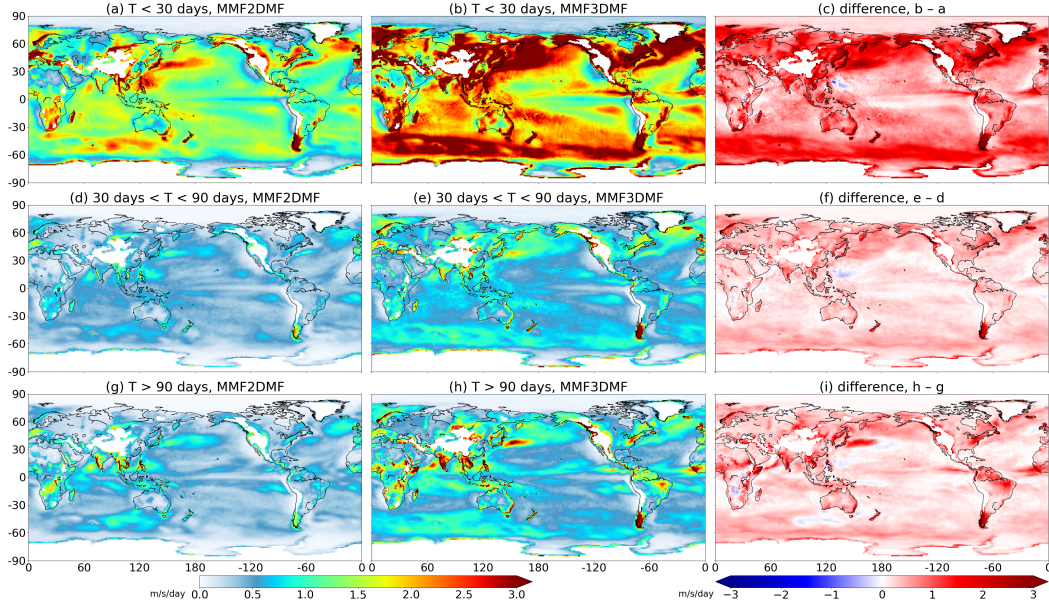 (a) T < 30 days, MMF2DMF
(b) T < 30 days, MMF3DMF
(c) difference, b – a
90
60
30
0
-30
-60
-90
(d) 30 days < T < 90 days, MMF2DMF
(e) 30 days < T < 90 days, MMF3DMF
(f) difference, e – d
90
60
30
0
-30
-60
-90
(g) T > 90 days, MMF2DMF
(h) T > 90 days, MMF3DMF
(i) difference, h – g
90
60
30
0
-30
-60
-90
0 60 120 180 -120 -60 0 60 120 180 -120 -60 0 60 120 180 -120 -60 0
m/s/day 0.0 0.5 1.0 1.5 2.0 2.5 3.0
m/s/day −3 −2 −1 0 1 2 3